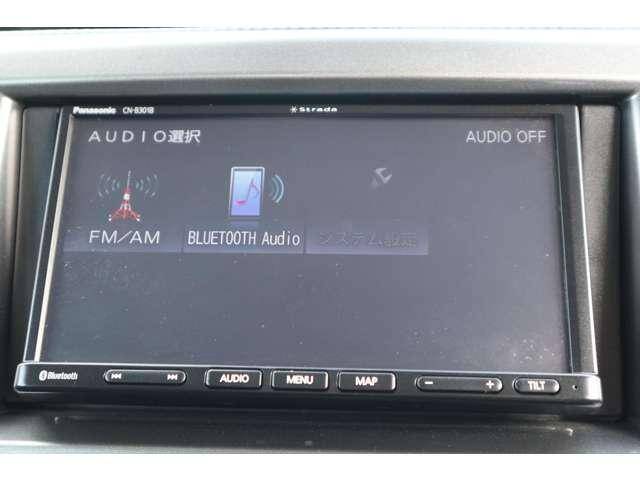 Panasonic CN-B301B Strada
AUDIO選択 AUDIO OFF
FM/AM BLUETOOTH Audio システム設定
Bluetooth AUDIO MENU MAP - + TILT